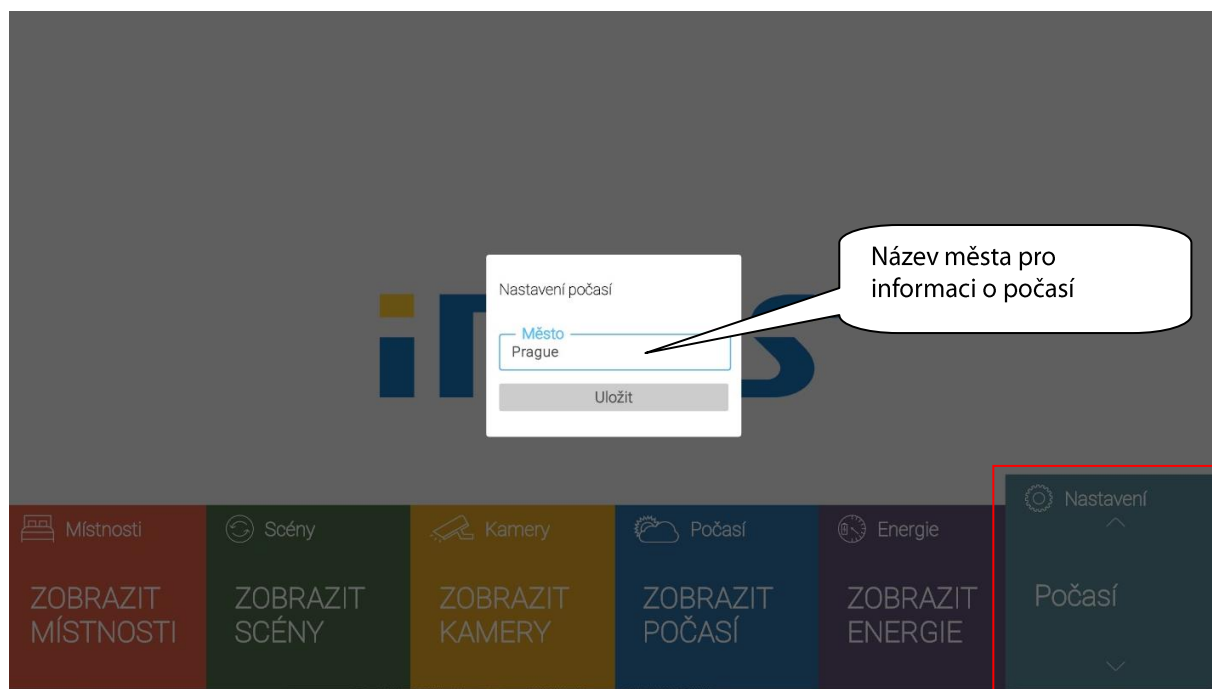 Název města pro
informaci o počasí
Nastavení počasí
Město
Prague
Uložit
Nastavení
Počasí
Místnosti
ZOBRAZIT
MÍSTNOSTI
Scény
ZOBRAZIT
SCÉNY
Kamery
ZOBRAZIT
KAMERY
Počasí
ZOBRAZIT
POČASÍ
Energie
ZOBRAZIT
ENERGIE